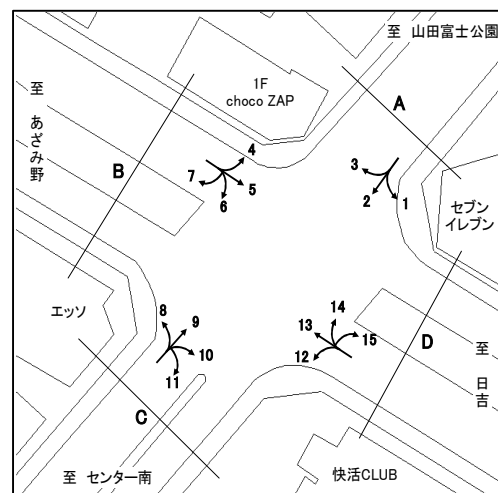 至 山田富士公園
1F
choco ZAP
至 あざみ野
A
B
4
3
7
5
6
2
1
セブン
イレブン
エッソ
8
9
10
11
14
13
15
12
D
至 日吉
C
至 センター南
快活CLUB